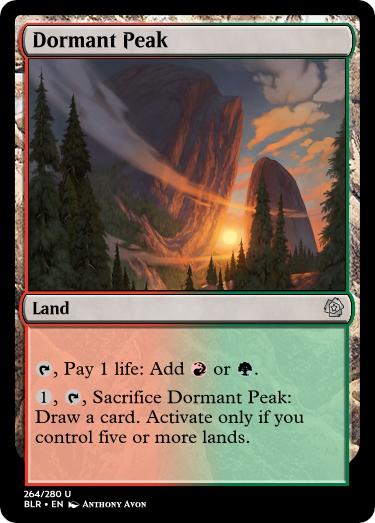 Dormant Peak
Land
, Pay 1 life: Add or .
1, , Sacrifice Dormant Peak:
Draw a card. Activate only if you
control five or more lands.
264/280 U
BLR • EN Anthony Avon